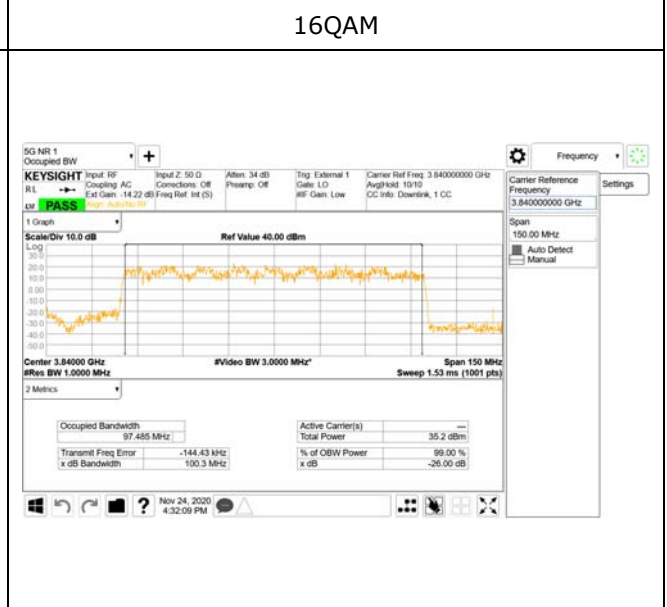 16QAM
5G NR 1
Occupied BW
+
Frequency
KEYSIGHT
RL
PASS
Input: RF
Coupling: AC
Ext Gain: -14.22 dB
Align: Auto/No RF
Input Z: 50 Ω
Corrections: Off
Freq Ref: Int (S)
Atten: 34 dB
Preamp: Off
Trig: External 1
Gate: LO
#IF Gain: Low
Carrier Ref Freq: 3.840000000 GHz
Avg|Hold: 10/10
CC Info: Downlink, 1 CC
Carrier Reference
Frequency
3.840000000 GHz
Settings
Span
150.00 MHz
Auto Detect
Manual
1 Graph
Scale/Div 10.0 dB
Ref Value 40.00 dBm
Log
30.0
20.0
10.0
0.00
-10.0
-20.0
-30.0
-40.0
-50.0
Center 3.84000 GHz
#Video BW 3.0000 MHz*
Span 150 MHz
#Res BW 1.0000 MHz
Sweep 1.53 ms (1001 pts)
2 Metrics
Occupied Bandwidth
97.485 MHz
Active Carrier(s)
---
Total Power
35.2 dBm
Transmit Freq Error
-144.43 kHz
% of OBW Power
99.00 %
x dB Bandwidth
100.3 MHz
x dB
-26.00 dB
?
Nov 24, 2020
4:32:09 PM